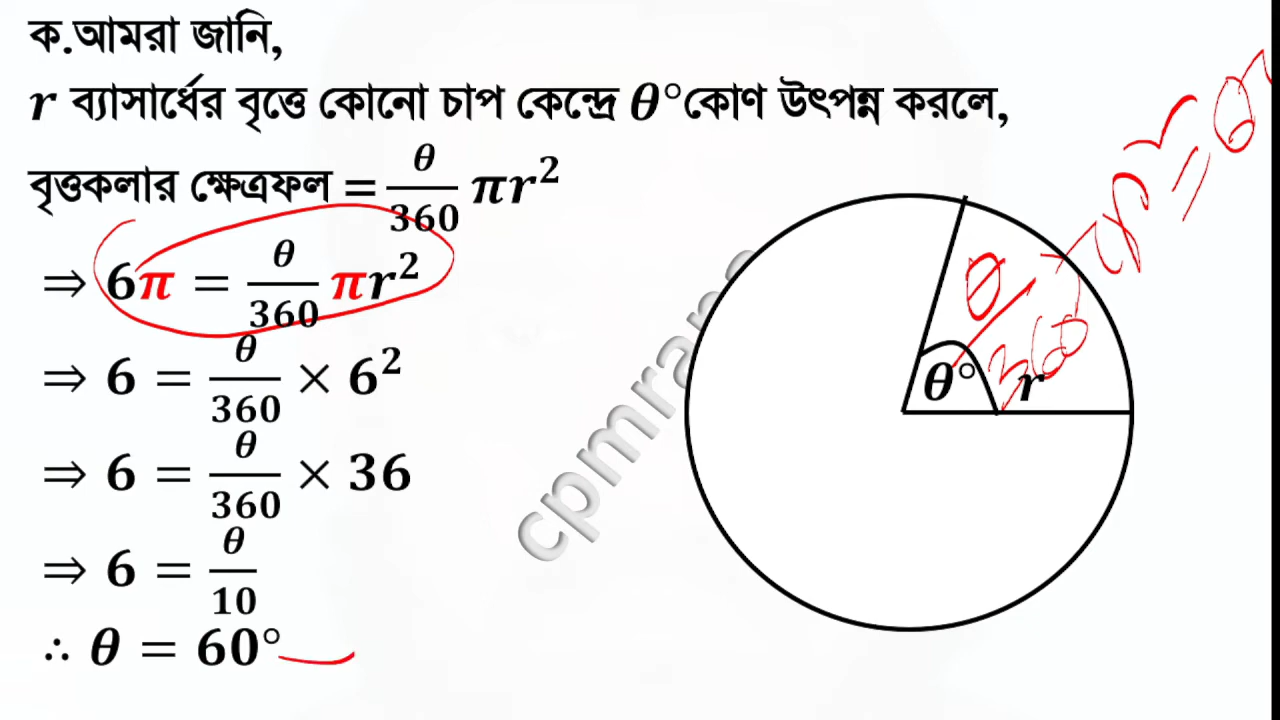 ক.আমরা জানি,
r ব্যাসার্ধের বৃত্তে কোনো চাপ কেন্দ্রে θ°কোণ উৎপন্ন করলে,
বৃত্তকলার ক্ষেত্রফল = θ/360 πr²
⇒ 6π = θ/360 πr²
⇒ 6 = θ/360 × 6²
⇒ 6 = θ/360 × 36
⇒ 6 = θ/10
∴ θ = 60°
θ° r
θ/360